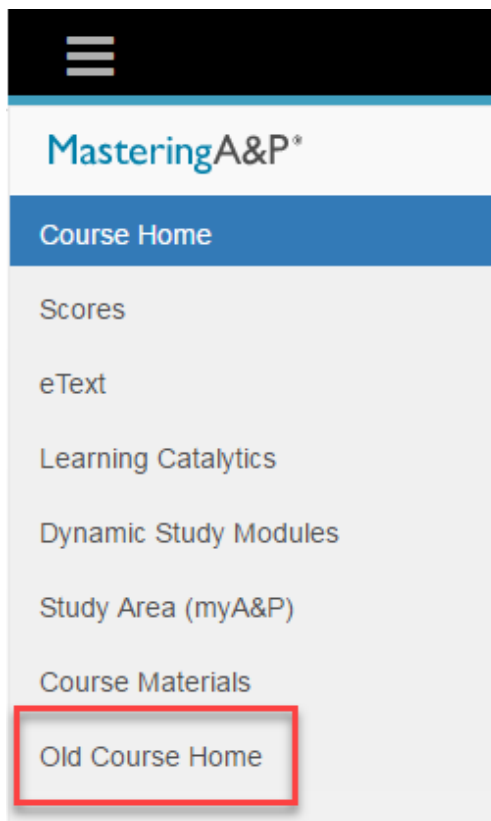 MasteringA&P®
Course Home
Scores
eText
Learning Catalytics
Dynamic Study Modules
Study Area (myA&P)
Course Materials
Old Course Home